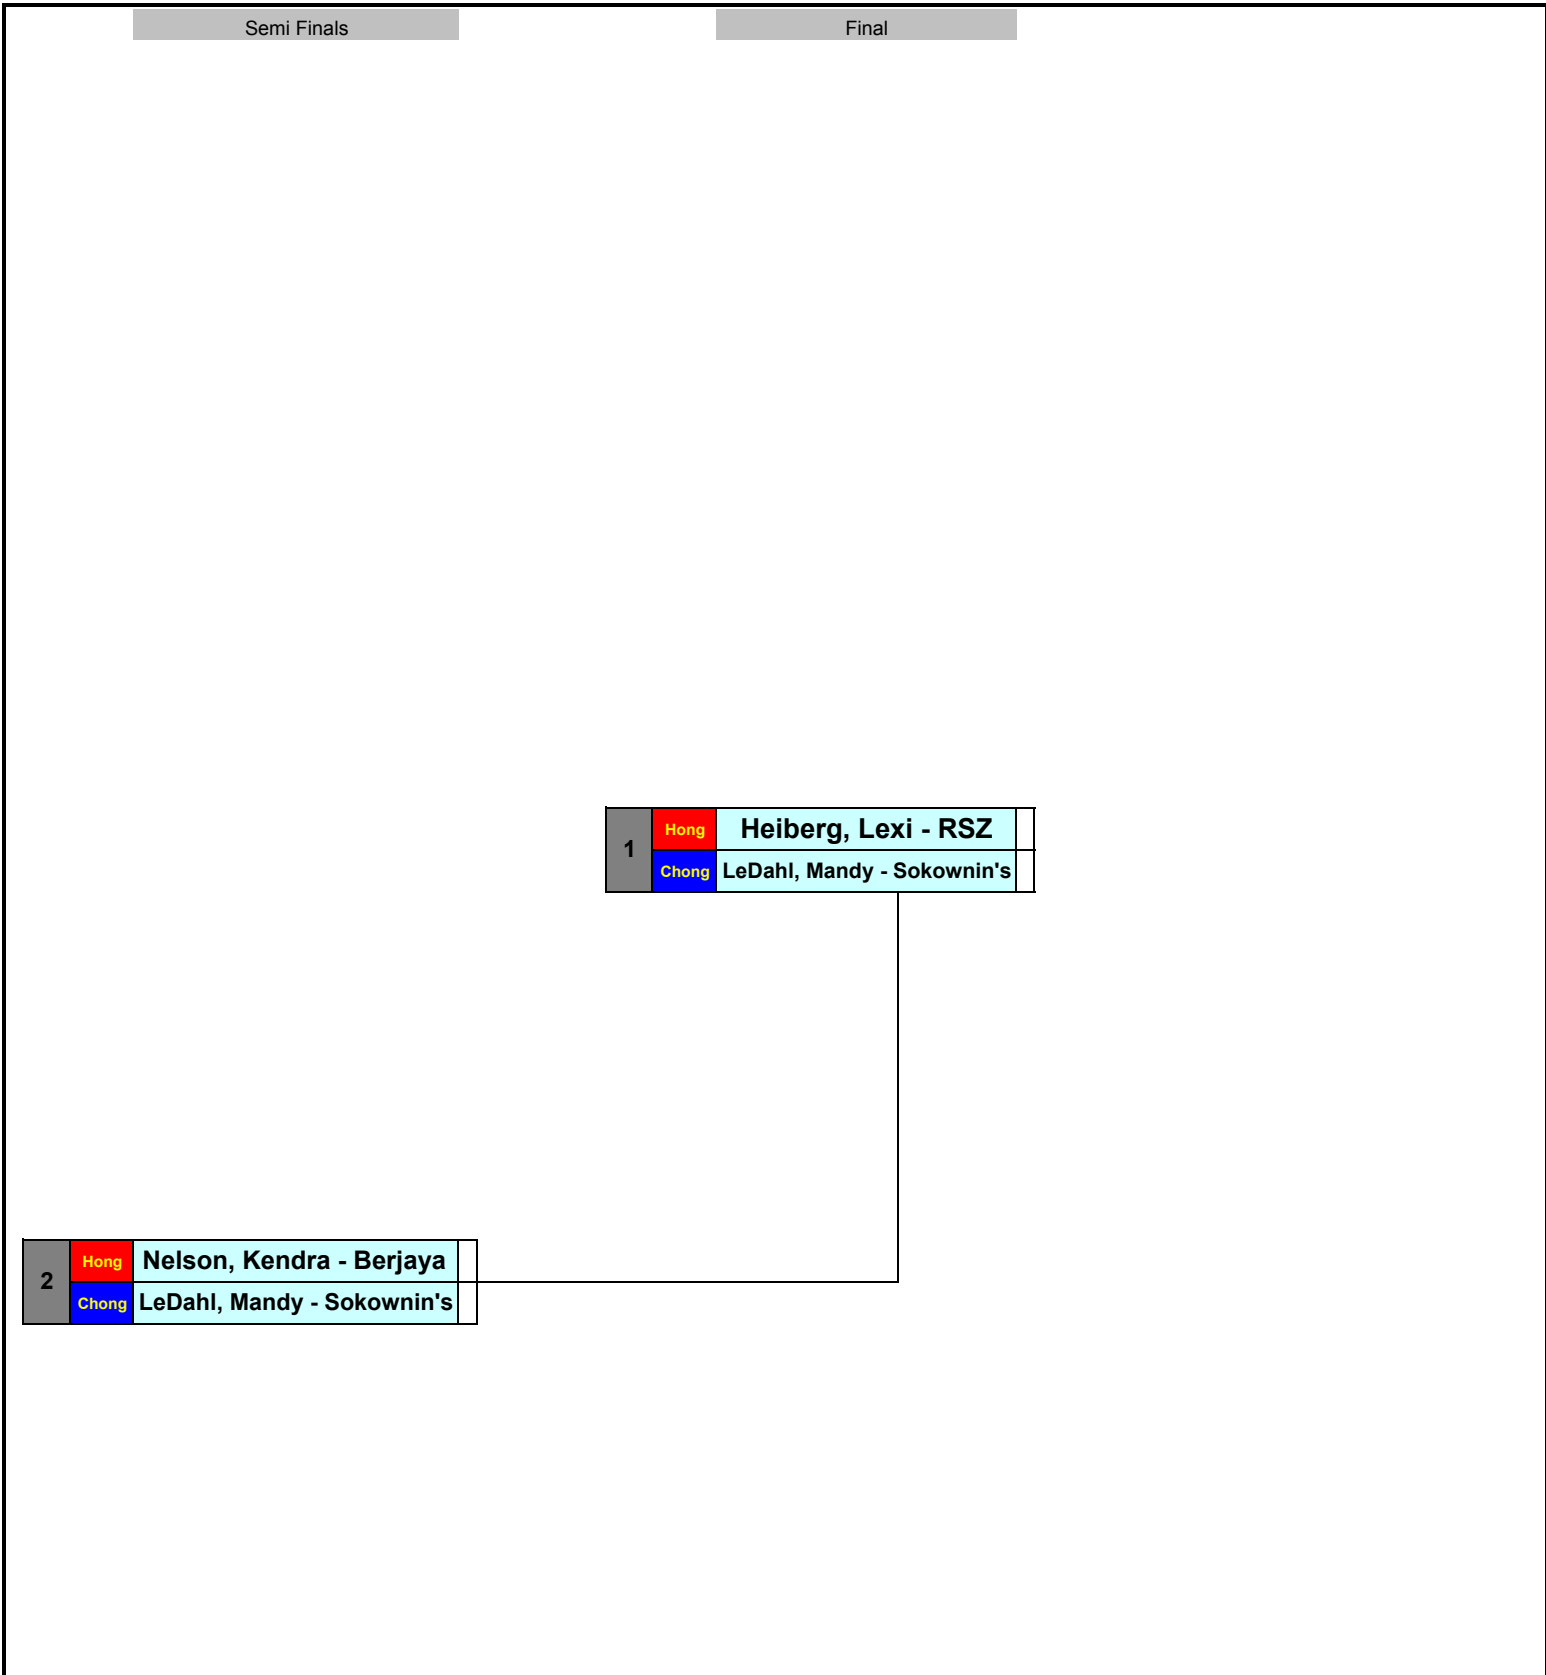 Semi Finals
Final
1
Hong
Heiberg, Lexi - RSZ
Chong
LeDahl, Mandy - Sokownin's
2
Hong
Nelson, Kendra - Berjaya
Chong
LeDahl, Mandy - Sokownin's